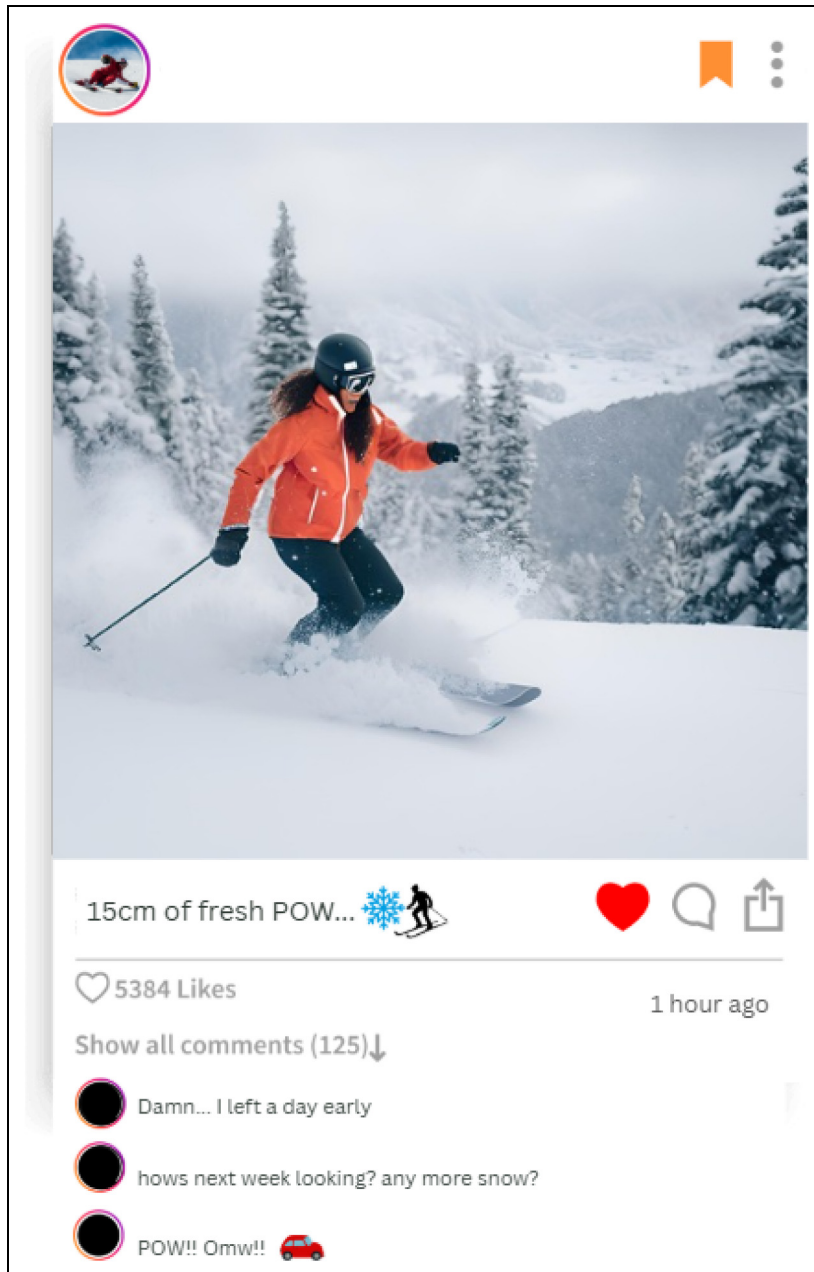 15cm of fresh POW...
5384 Likes
1 hour ago
Show all comments (125)
Damn... I left a day early
hows next week looking? any more snow?
POW!! Omw!!